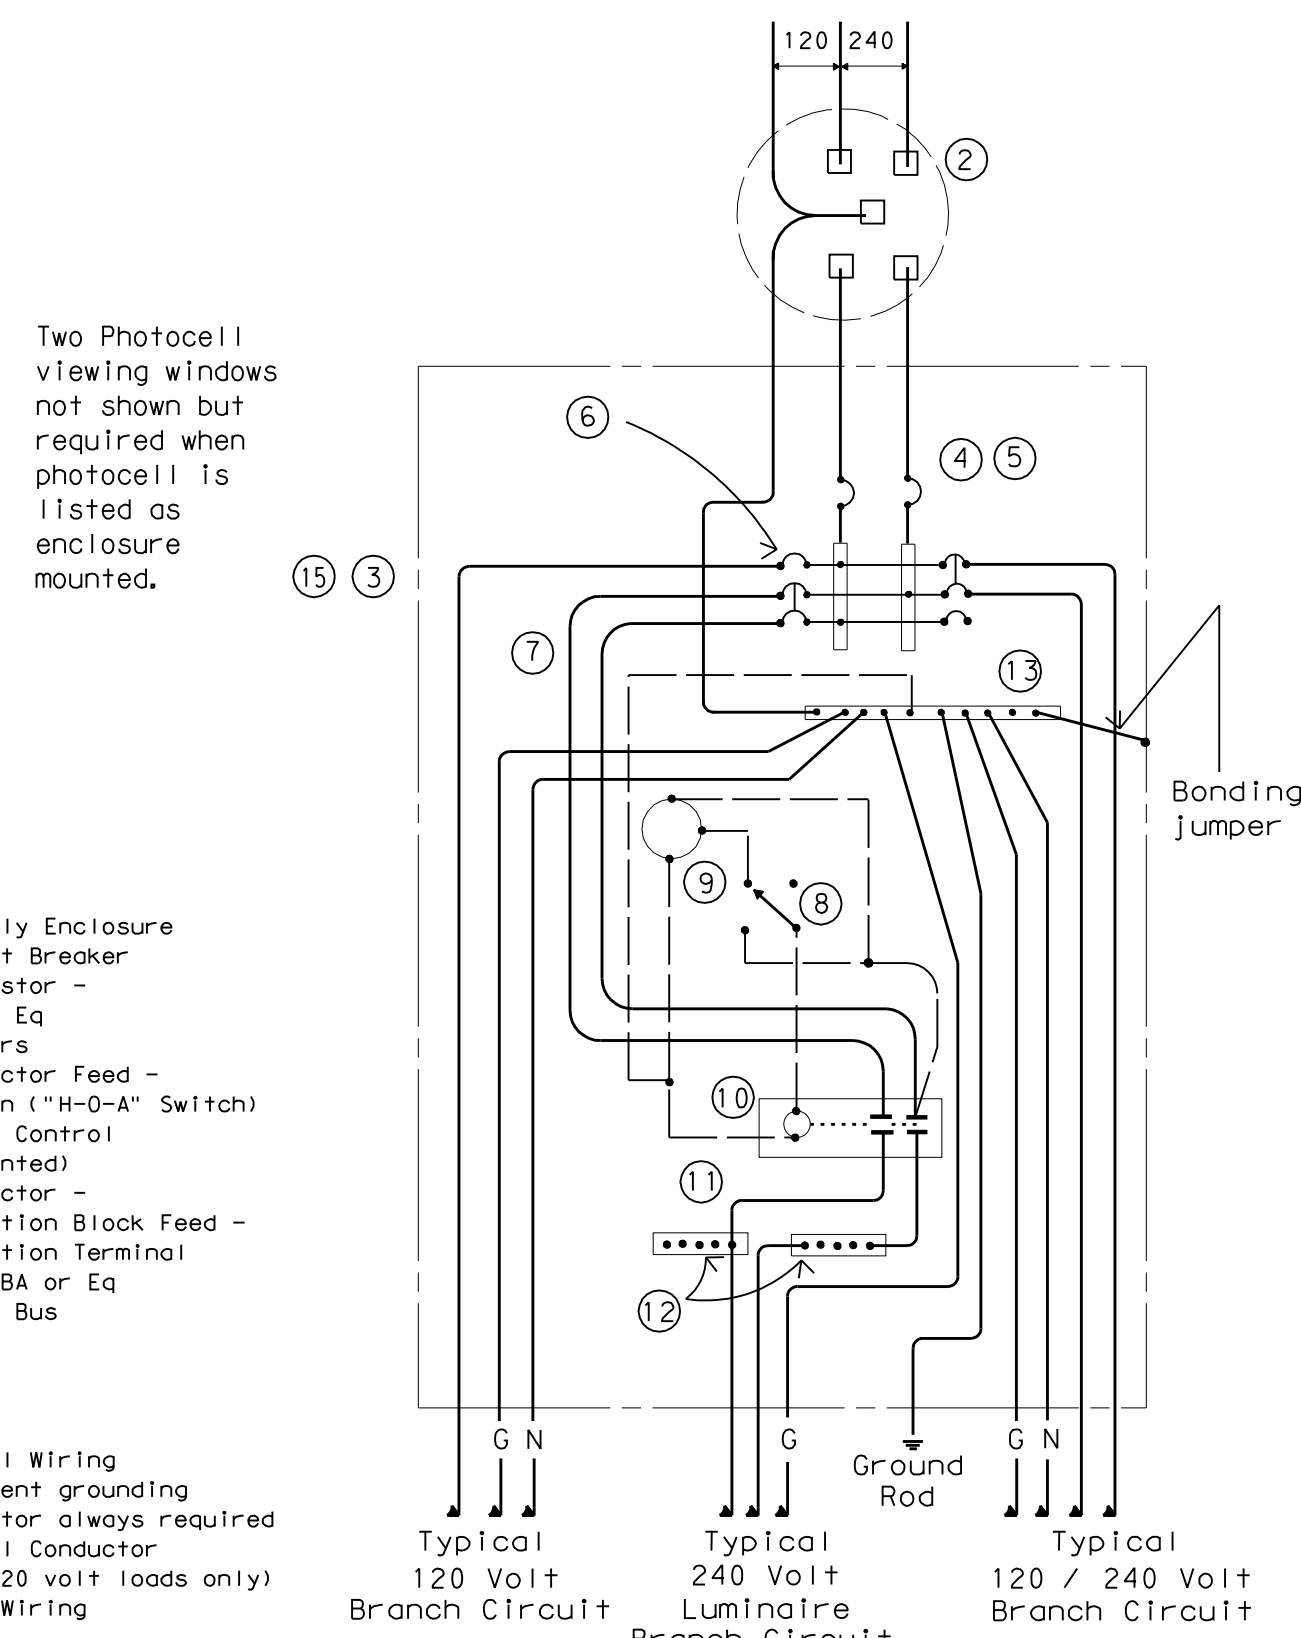 120 240
2
Two Photocell
viewing windows
not shown but
required when
photocell is
listed as
enclosure
mounted.
6
4 5
15 3
7
13
Bonding
jumper
9
8
10
11
12
ly Enclosure
t Breaker
stor -
Eq
rs
ctor Feed -
n ("H-O-A" Switch)
Control
nted)
ctor -
tion Block Feed -
tion Terminal
BA or Eq
Bus
l Wiring
ent grounding
tor always required
l Conductor
20 volt loads only)
Wiring
G N
G
G N
Ground
Rod
Typical
120 Volt
Branch Circuit
Typical
240 Volt
Luminaire
Branch Circuit
Typical
120 / 240 Volt
Branch Circuit